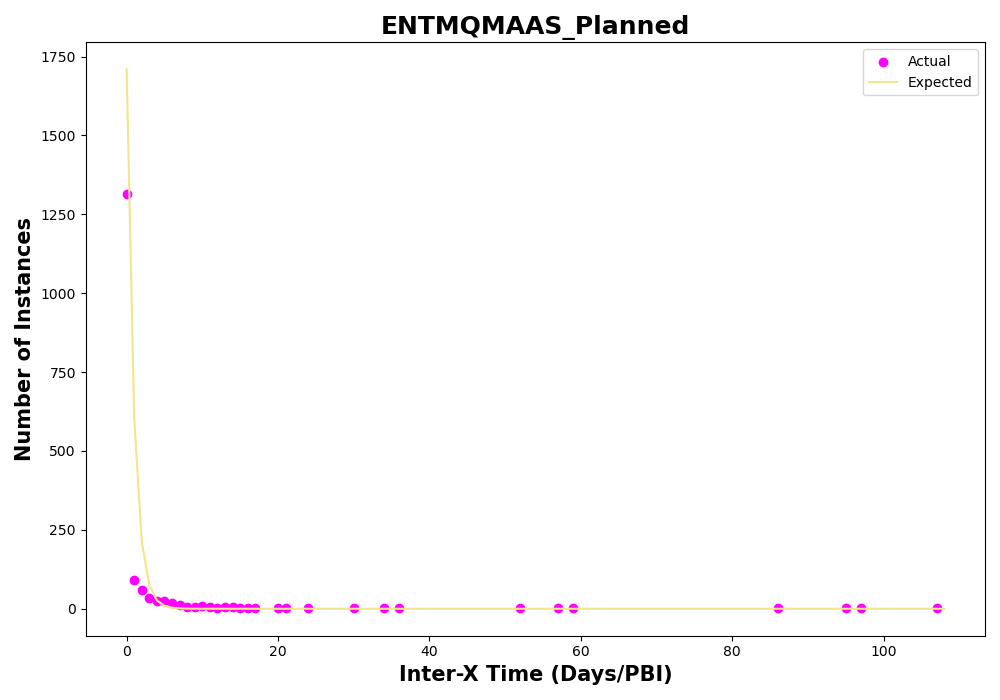 ENTMQMAAS_Planned
Actual
Expected
Number of Instances
1750
1500
1250
1000
750
500
250
0
0 20 40 60 80 100
Inter-X Time (Days/PBI)